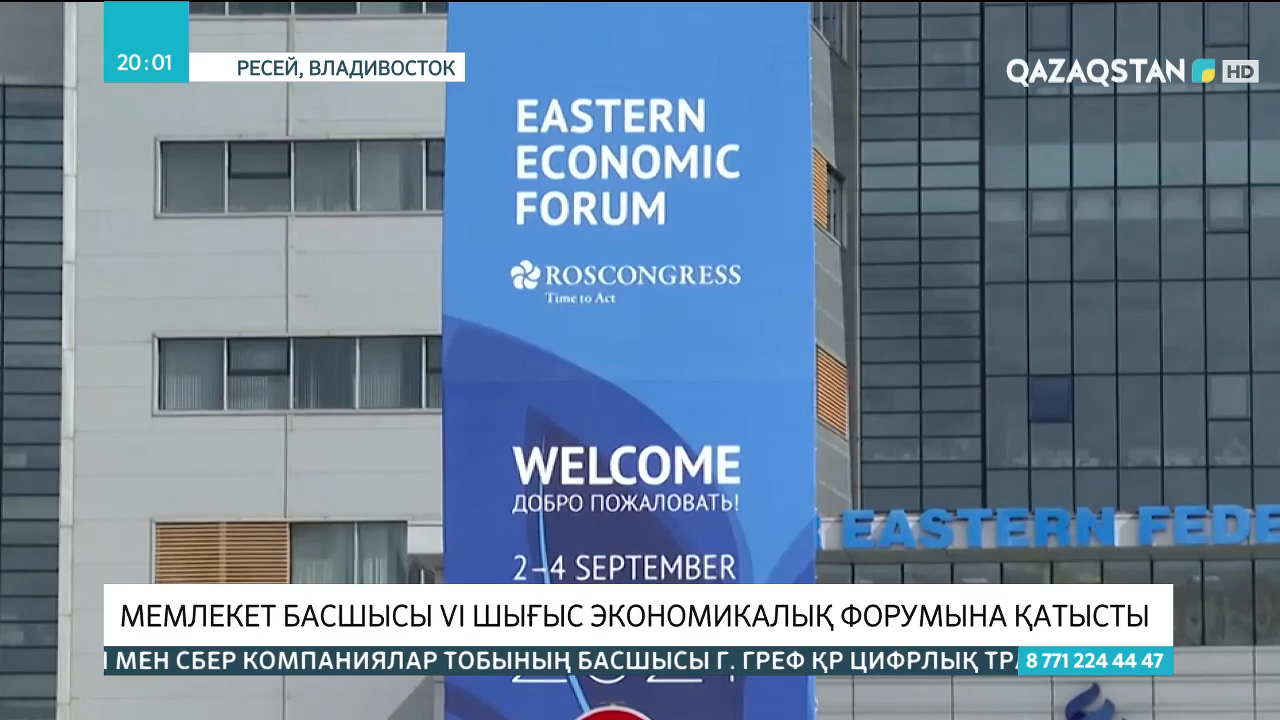 20:01
РЕСЕЙ, ВЛАДИВОСТОК
QAZAQSTAN HD
EASTERN
ECONOMIC
FORUM
ROSCONGRESS
Time to Act
WELCOME
ДОБРО ПОЖАЛОВАТЬ!
2–4 SEPTEMBER
EASTERN FEDE
МЕМЛЕКЕТ БАСШЫСЫ VI ШЫҒЫС ЭКОНОМИКАЛЫҚ ФОРУМЫНА ҚАТЫСТЫ
МЕН СБЕР КОМПАНИЯЛАР ТОБЫНЫҢ БАСШЫСЫ Г. ГРЕФ ҚР ЦИФРЛЫҚ ТРА
8 771 224 44 47